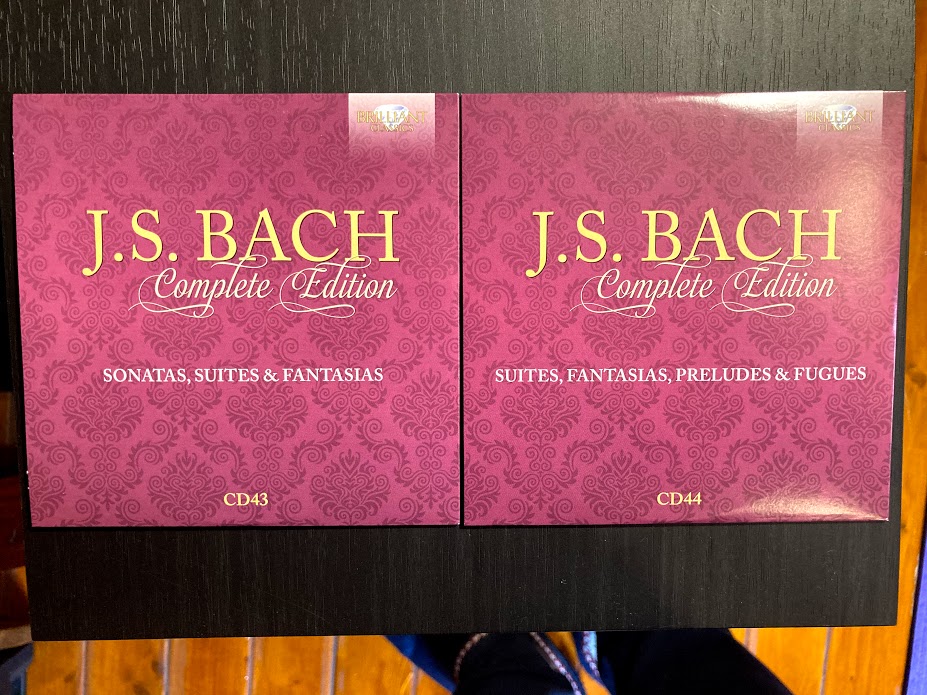 BRILLIANT
CLASSICS
J.S. BACH
Complete Edition
SONATAS, SUITES & FANTASIAS
CD43
BRILLIANT
CLASSICS
J.S. BACH
Complete Edition
SUITES, FANTASIAS, PRELUDES & FUGUES
CD44